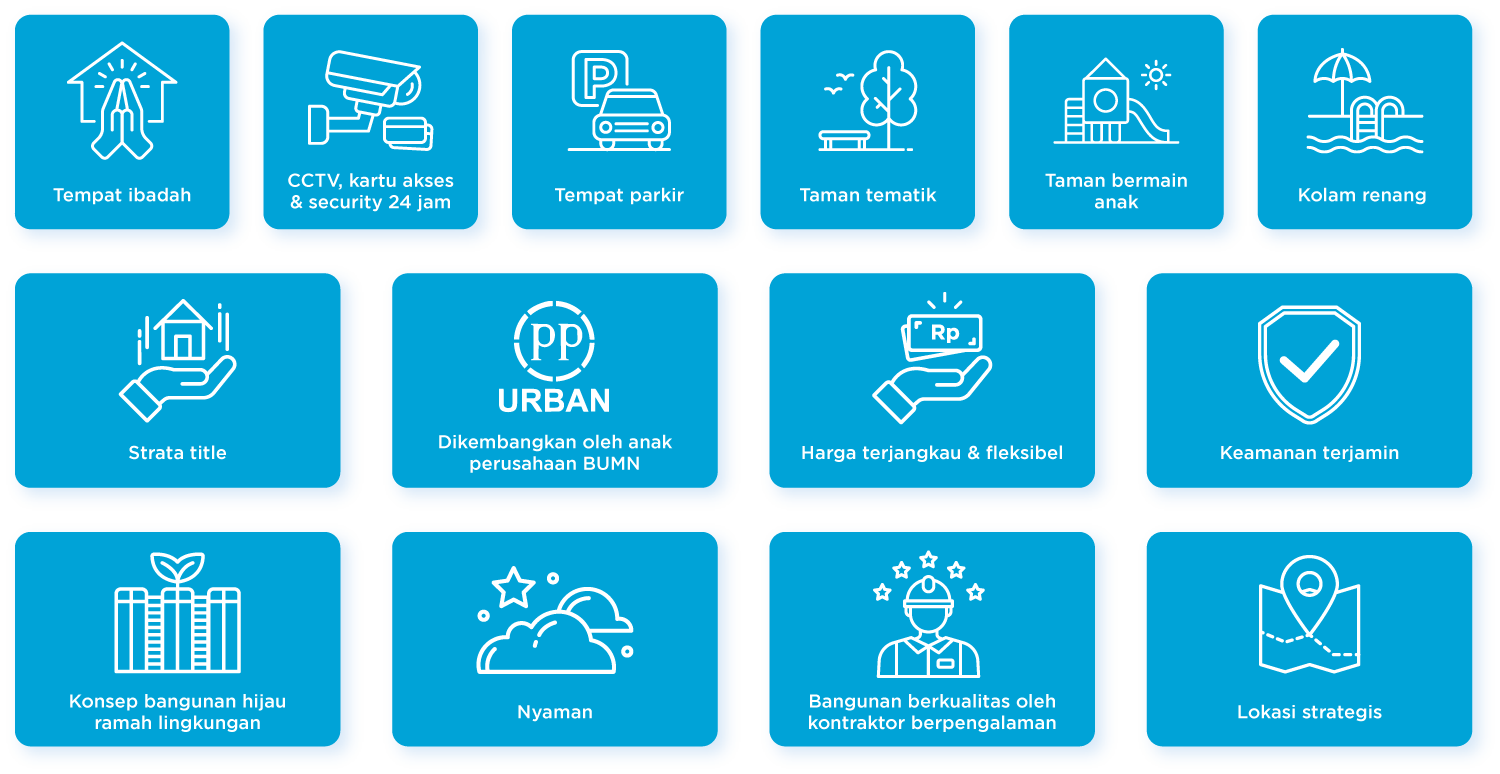 P
Tempat ibadah
CCTV, kartu akses
& security 24 jam
Tempat parkir
Taman tematik
Taman bermain
anak
Kolam renang
pp
URBAN
Rp
Strata title
Dikembangkan oleh anak
perusahaan BUMN
Harga terjangkau & fleksibel
Keamanan terjamin
Konsep bangunan hijau
ramah lingkungan
Nyaman
Bangunan berkualitas oleh
kontraktor berpengalaman
Lokasi strategis